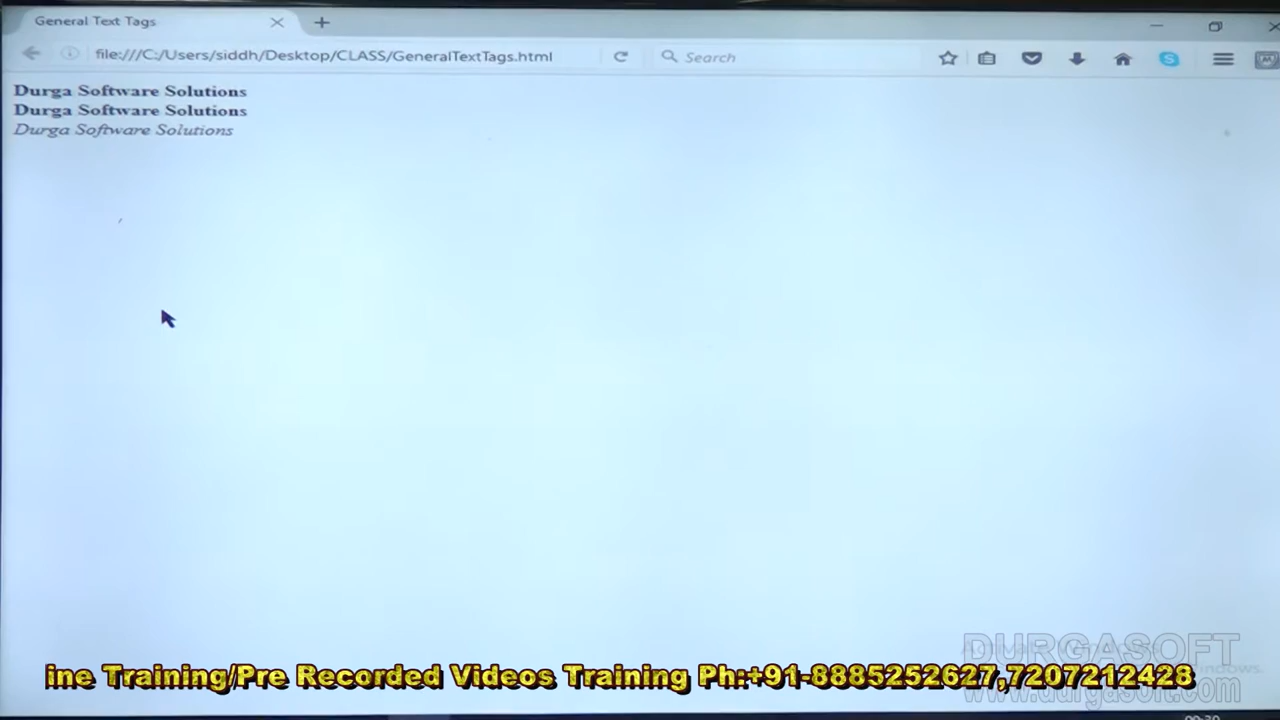 General Text Tags
file:///C:/Users/siddh/Desktop/CLASS/GeneralTextTags.html
Search
Durga Software Solutions
Durga Software Solutions
Durga Software Solutions
DURGASOFT
ine Training/Pre Recorded Videos Training Ph:+91-8885252627,7207212428
www.durgasoft.com